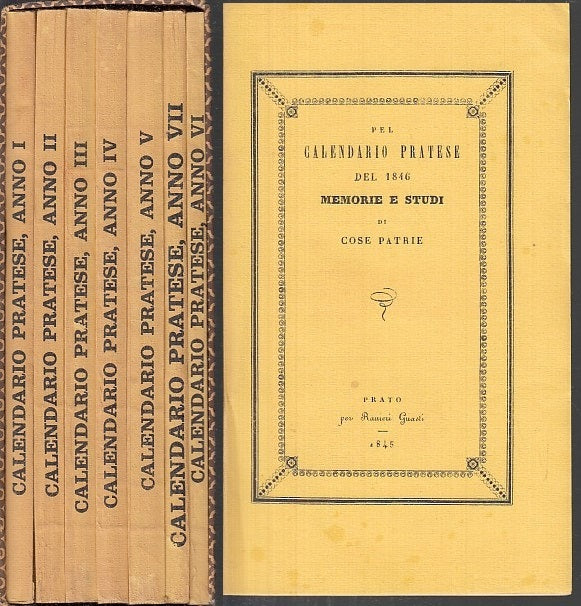 CALENDARIO PRATESE, ANNO I
CALENDARIO PRATESE, ANNO II
CALENDARIO PRATESE, ANNO III
CALENDARIO PRATESE, ANNO IV
CALENDARIO PRATESE, ANNO V
CALENDARIO PRATESE, ANNO VII
CALENDARIO PRATESE, ANNO VI
PEL
CALENDARIO PRATESE
DEL 1846
MEMORIE E STUDI
DI
COSE PATRIE
PRATO
per Ranieri Guasti
1845